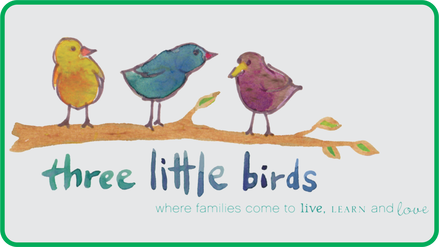 three little birds
where families come to live, LEARN and love